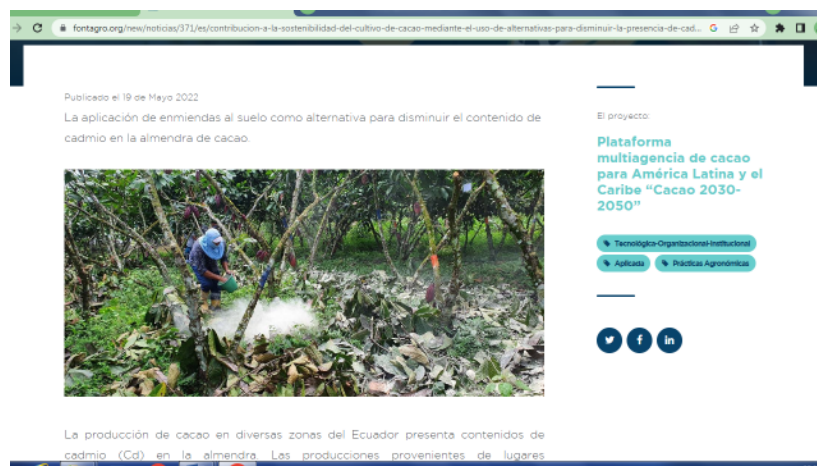 fontagro.org/new/noticias/371/es/contribucion-a-la-sostenibilidad-del-cultivo-de-cacao-mediante-el-uso-de-alternativas-para-disminuir-la-presencia-de-cad...
Publicado el 19 de Mayo 2022
La aplicación de enmiendas al suelo como alternativa para disminuir el contenido de
cadmio en la almendra de cacao.
El proyecto:
Plataforma
multiagencia de cacao
para América Latina y el
Caribe “Cacao 2030-
2050”
Tecnológica-Organizacional-Institucional
Aplicada
Prácticas Agronómicas
La producción de cacao en diversas zonas del Ecuador presenta contenidos de
cadmio (Cd) en la almendra. Las producciones provenientes de lugares